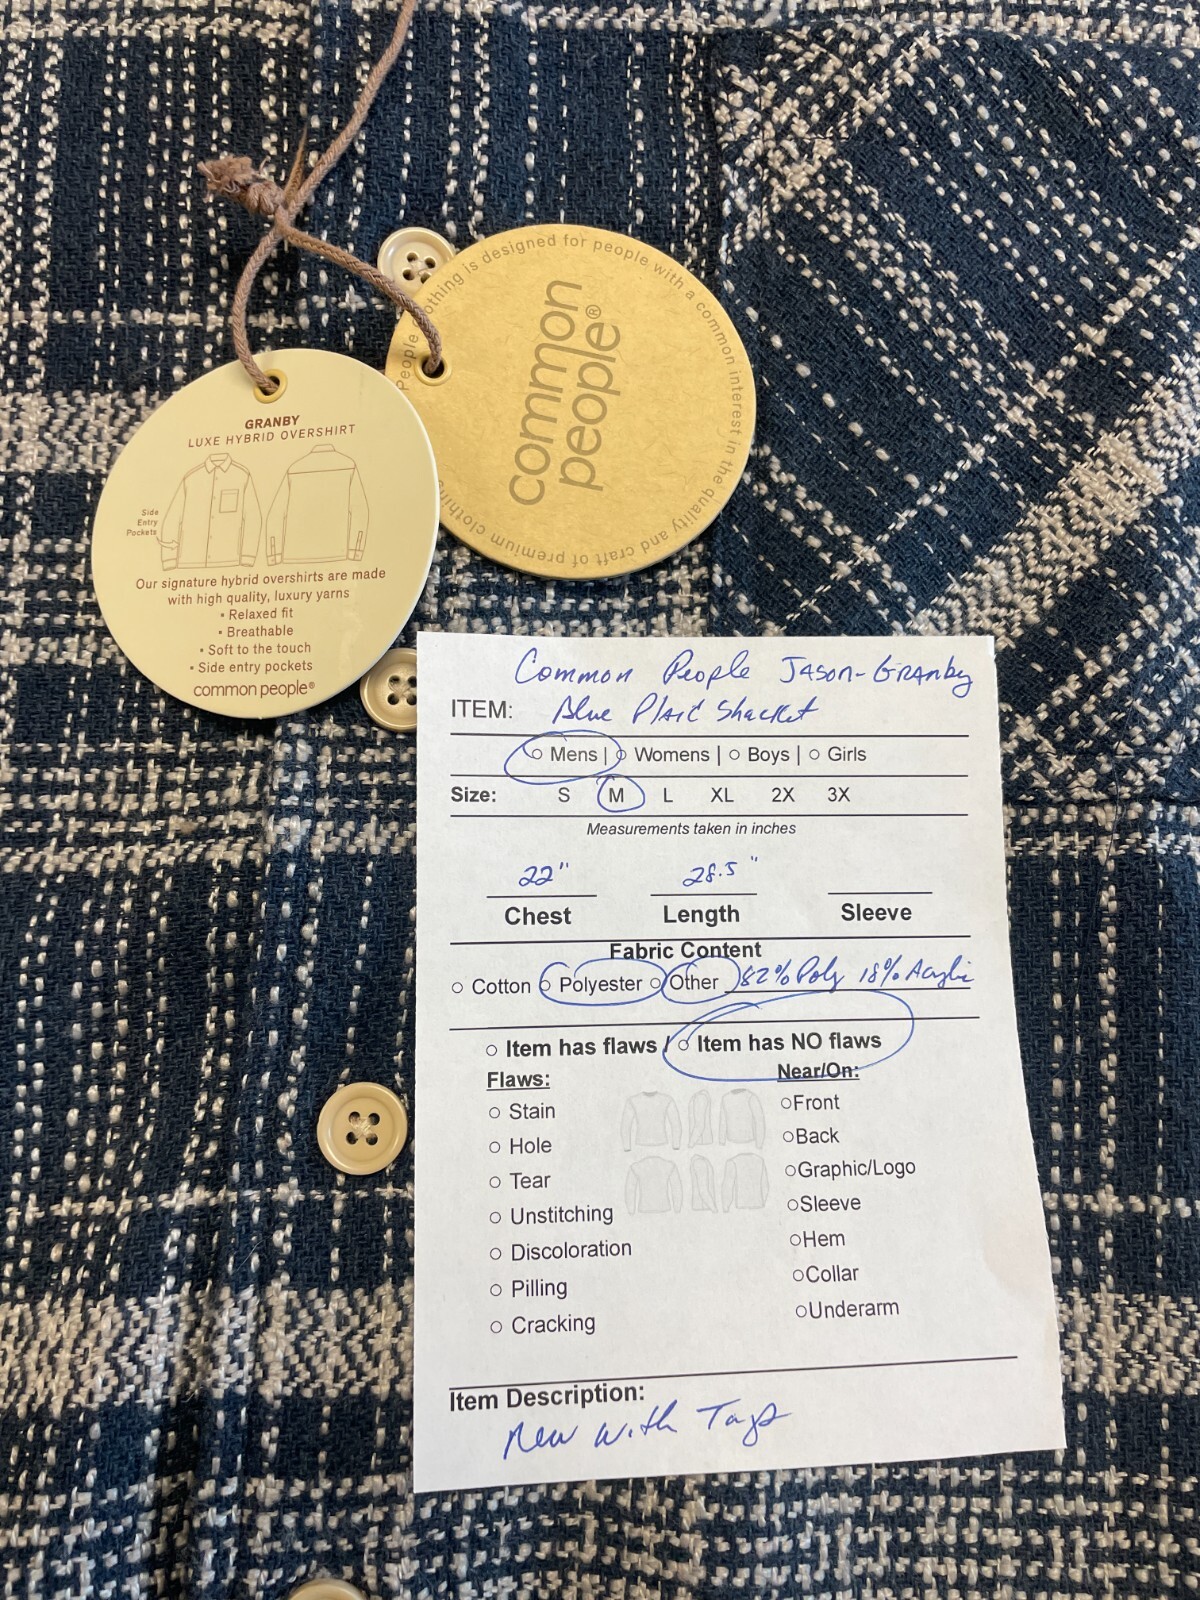 GRANBY
LUXE HYBRID OVERSHIRT
Side
Entry
Pockets
Our signature hybrid overshirts are made
with high quality, luxury yarns
• Relaxed fit
• Breathable
• Soft to the touch
• Side entry pockets
common people®
People clothing is designed for people with a common interest in the quality and craft of premium clothing
common
people®
Common People Jason-Granby
ITEM: Blue Plaid Shacket
○ Mens | ○ Womens | ○ Boys | ○ Girls
Size: S M L XL 2X 3X
Measurements taken in inches
22" 28.5"
Chest Length Sleeve
Fabric Content
○ Cotton ○ Polyester ○ Other 82% Poly 18% Acrylic
○ Item has flaws / ○ Item has NO flaws
Flaws: Near/On:
○ Stain ○Front
○ Hole ○Back
○ Tear ○Graphic/Logo
○ Unstitching ○Sleeve
○ Discoloration ○Hem
○ Pilling ○Collar
○ Cracking ○Underarm
Item Description:
New with Tags